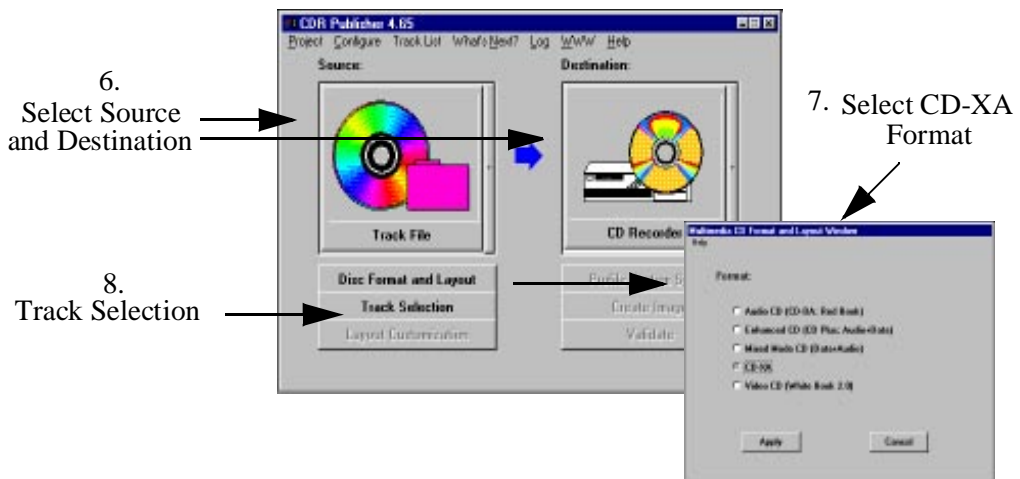 CDR Publisher 4.65
Project Configure Track List What's Next? Log WWW Help
Source:
Destination:
6.
Select Source
and Destination
7. Select CD-XA
Format
Track File
CD Recorder
Disc Format and Layout
Track Selection
Layout Customization
Create Image
Validate
8.
Track Selection
Multimedia CD Format and Layout Window
Help
Format:
Audio CD (CD-DA, Red Book)
Enhanced CD (CD Plus; Audio+Data)
Mixed Mode CD (Data+Audio)
CD-XA
Video CD (White Book 2.0)
Apply
Cancel